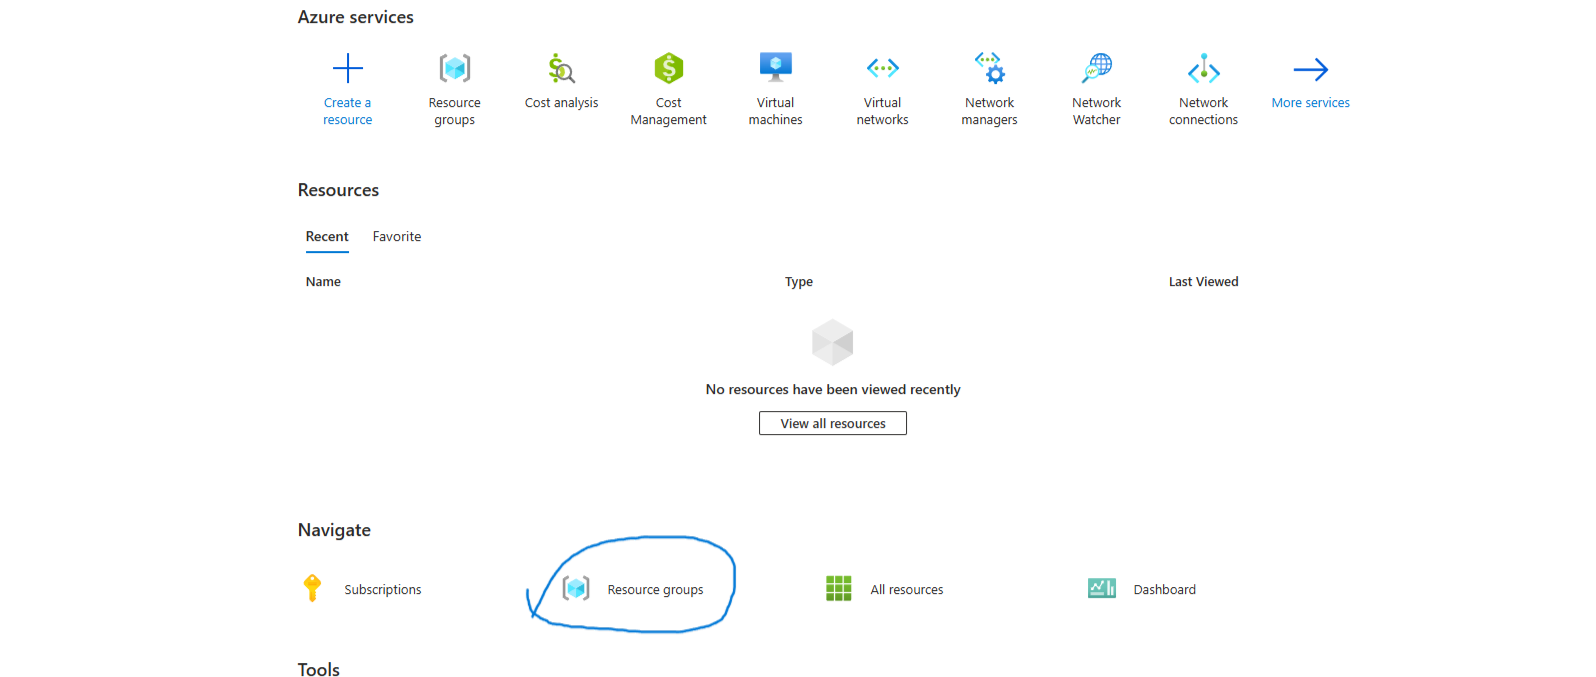 Azure services
Create a resource
Resource groups
Cost analysis
Cost Management
Virtual machines
Virtual networks
Network managers
Network Watcher
Network connections
More services
Resources
Recent Favorite
Name Type Last Viewed
No resources have been viewed recently
View all resources
Navigate
Subscriptions Resource groups All resources Dashboard
Tools